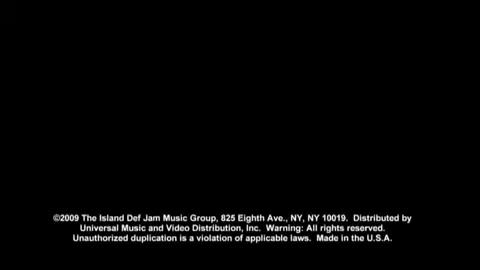 ©2009 The Island Def Jam Music Group, 825 Eighth Ave., NY, NY 10019.  Distributed by
Universal Music and Video Distribution, Inc.  Warning: All rights reserved.
Unauthorized duplication is a violation of applicable laws.  Made in the U.S.A.